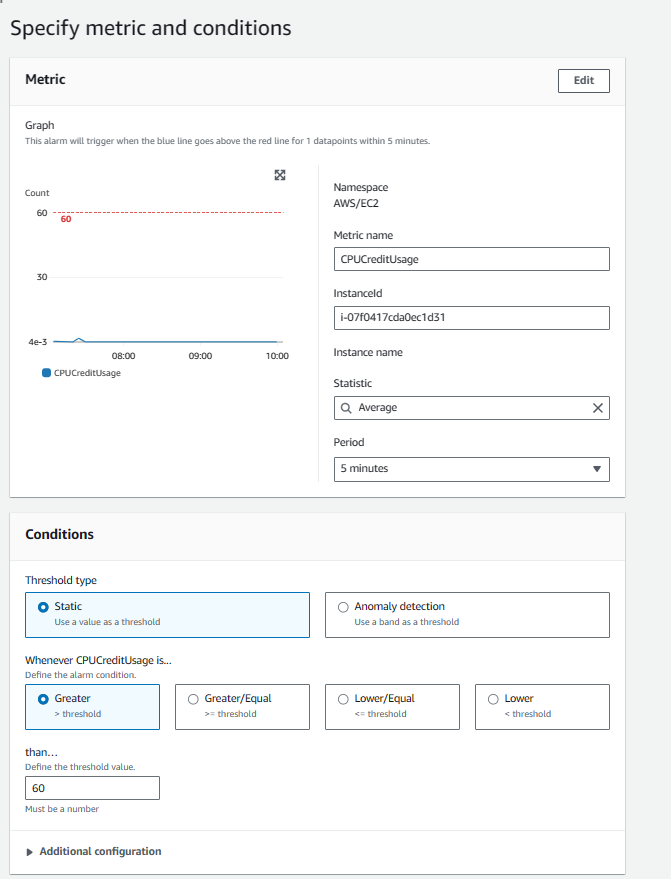 Specify metric and conditions
Metric
Edit
Graph
This alarm will trigger when the blue line goes above the red line for 1 datapoints within 5 minutes.
Count
60
60
30
4e-3
08:00 09:00 10:00
CPUCreditUsage
Namespace
AWS/EC2
Metric name
CPUCreditUsage
InstanceId
i-07f0417cda0ec1d31
Instance name
Statistic
Average
Period
5 minutes
Conditions
Threshold type
Static
Use a value as a threshold
Anomaly detection
Use a band as a threshold
Whenever CPUCreditUsage is...
Define the alarm condition.
Greater
> threshold
Greater/Equal
>= threshold
Lower/Equal
<= threshold
Lower
< threshold
than...
Define the threshold value.
60
Must be a number
Additional configuration